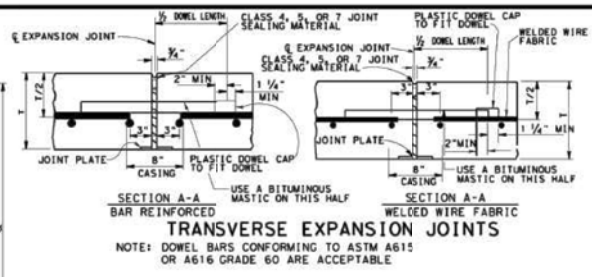 ½ DOWEL LENGTH
CLASS 4, 5, OR 7 JOINT
SEALING MATERIAL
℄ EXPANSION JOINT
¾"
2" MIN
1 ¼"
MIN
T/2
T
3" 3"
JOINT PLATE
8"
CASING
PLASTIC DOWEL CAP
TO FIT DOWEL
USE A BITUMINOUS
MASTIC ON THIS HALF
SECTION A-A
BAR REINFORCED
PLASTIC DOWEL CAP
TO FIT DOWEL
½ DOWEL LENGTH
WELDED WIRE
FABRIC
℄ EXPANSION JOINT
CLASS 4, 5, OR 7 JOINT
SEALING MATERIAL
¾"
3" 3"
T/2
T
1 ¼" MIN
2" MIN
JOINT PLATE
8"
CASING
USE A BITUMINOUS
MASTIC ON THIS HALF
SECTION A-A
WELDED WIRE FABRIC
TRANSVERSE EXPANSION JOINTS
NOTE: DOWEL BARS CONFORMING TO ASTM A615
OR A616 GRADE 60 ARE ACCEPTABLE